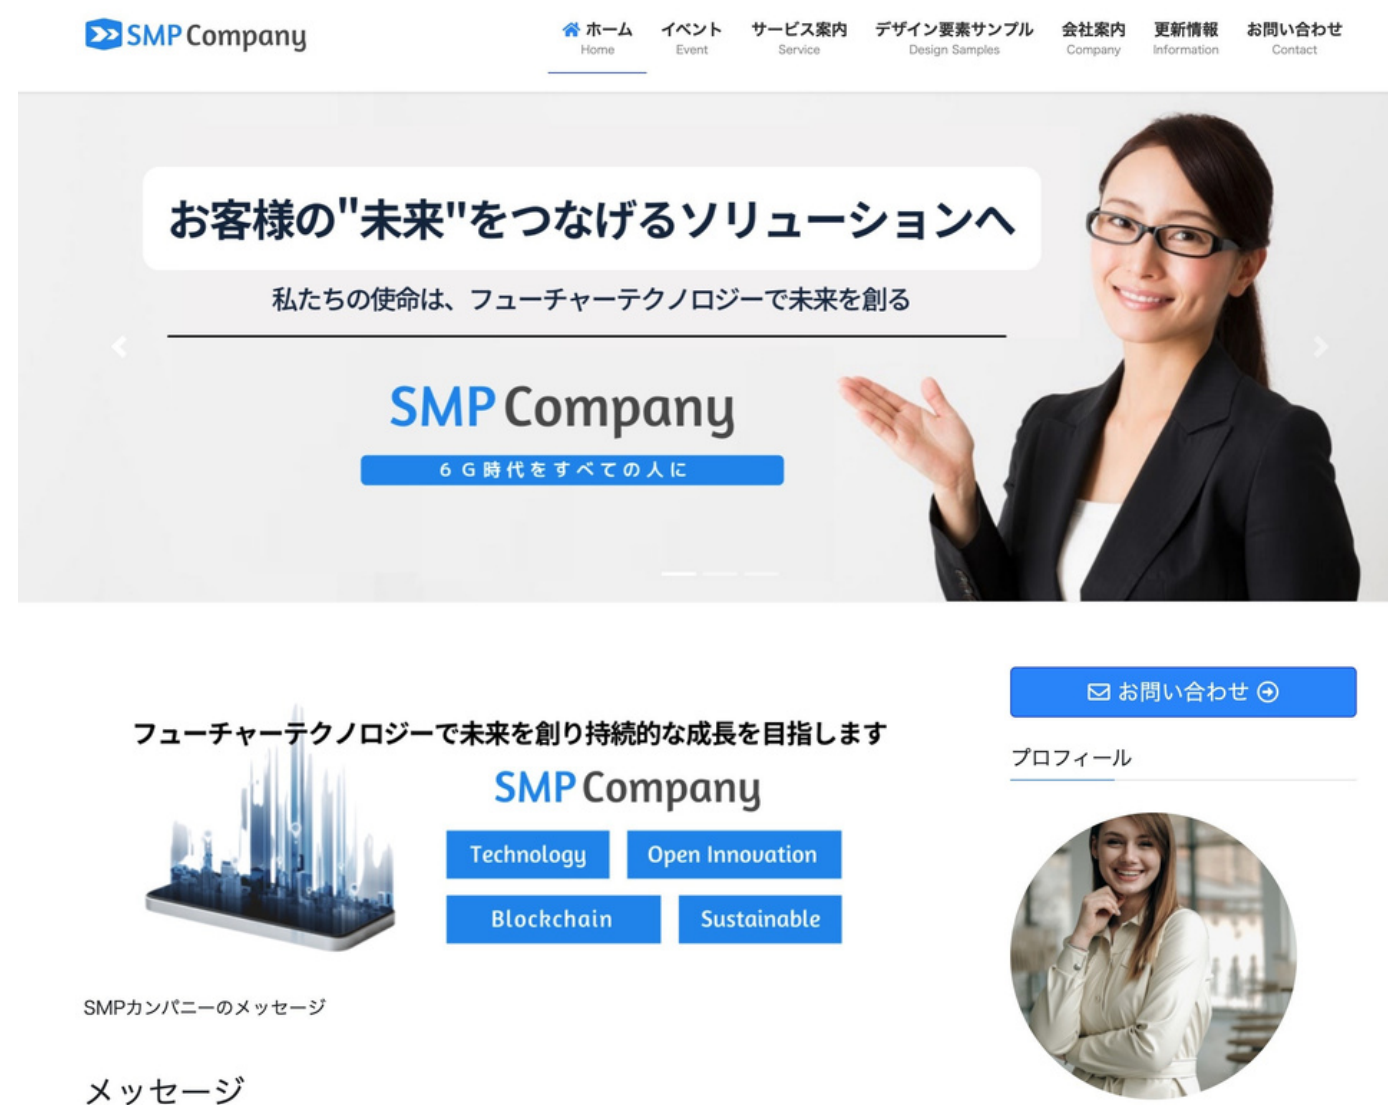 SMP Company
ホーム
Home
イベント
Event
サービス案内
Service
デザイン要素サンプル
Design Samples
会社案内
Company
更新情報
Information
お問い合わせ
Contact
お客様の"未来"をつなげるソリューションへ
私たちの使命は、フューチャーテクノロジーで未来を創る
SMP Company
６Ｇ時代をすべての人に
お問い合わせ
プロフィール
フューチャーテクノロジーで未来を創り持続的な成長を目指します
SMP Company
Technology
Open Innovation
Blockchain
Sustainable
SMPカンパニーのメッセージ
メッセージ